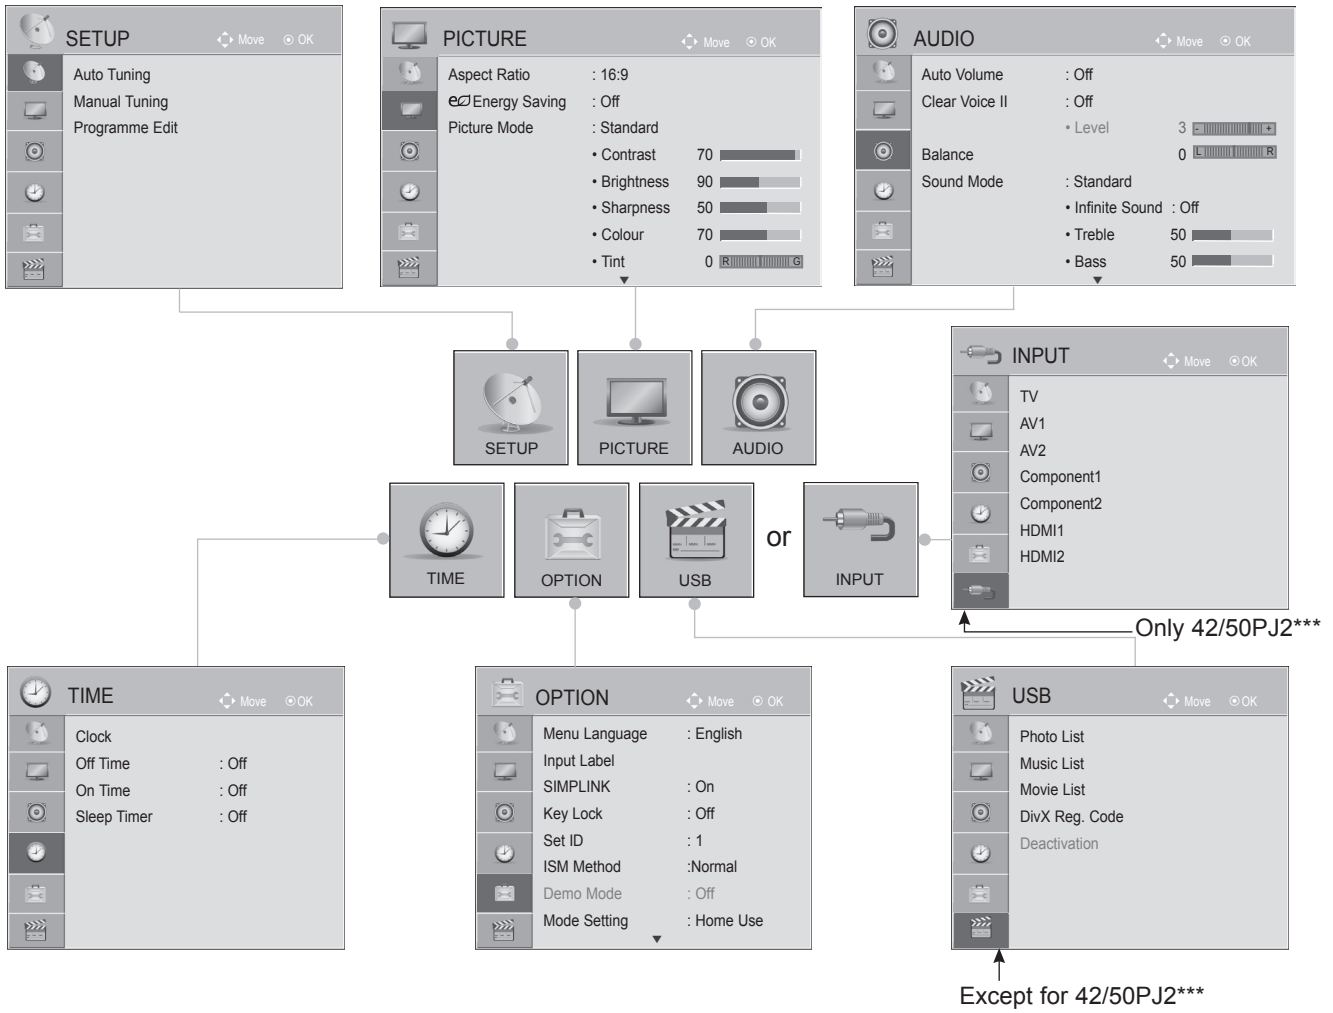 SETUP
Move OK
Auto Tuning
Manual Tuning
Programme Edit
PICTURE
Move OK
Aspect Ratio : 16:9
Energy Saving : Off
Picture Mode : Standard
• Contrast 70
• Brightness 90
• Sharpness 50
• Colour 70
• Tint 0 R G
AUDIO
Move OK
Auto Volume : Off
Clear Voice II : Off
• Level 3 - +
Balance 0 L R
Sound Mode : Standard
• Infinite Sound : Off
• Treble 50
• Bass 50
SETUP
PICTURE
AUDIO
TIME
OPTION
USB
or
INPUT
INPUT
Move OK
TV
AV1
AV2
Component1
Component2
HDMI1
HDMI2
Only 42/50PJ2***
TIME
Move OK
Clock
Off Time : Off
On Time : Off
Sleep Timer : Off
OPTION
Move OK
Menu Language : English
Input Label
SIMPLINK : On
Key Lock : Off
Set ID : 1
ISM Method :Normal
Demo Mode : Off
Mode Setting : Home Use
USB
Move OK
Photo List
Music List
Movie List
DivX Reg. Code
Deactivation
Except for 42/50PJ2***